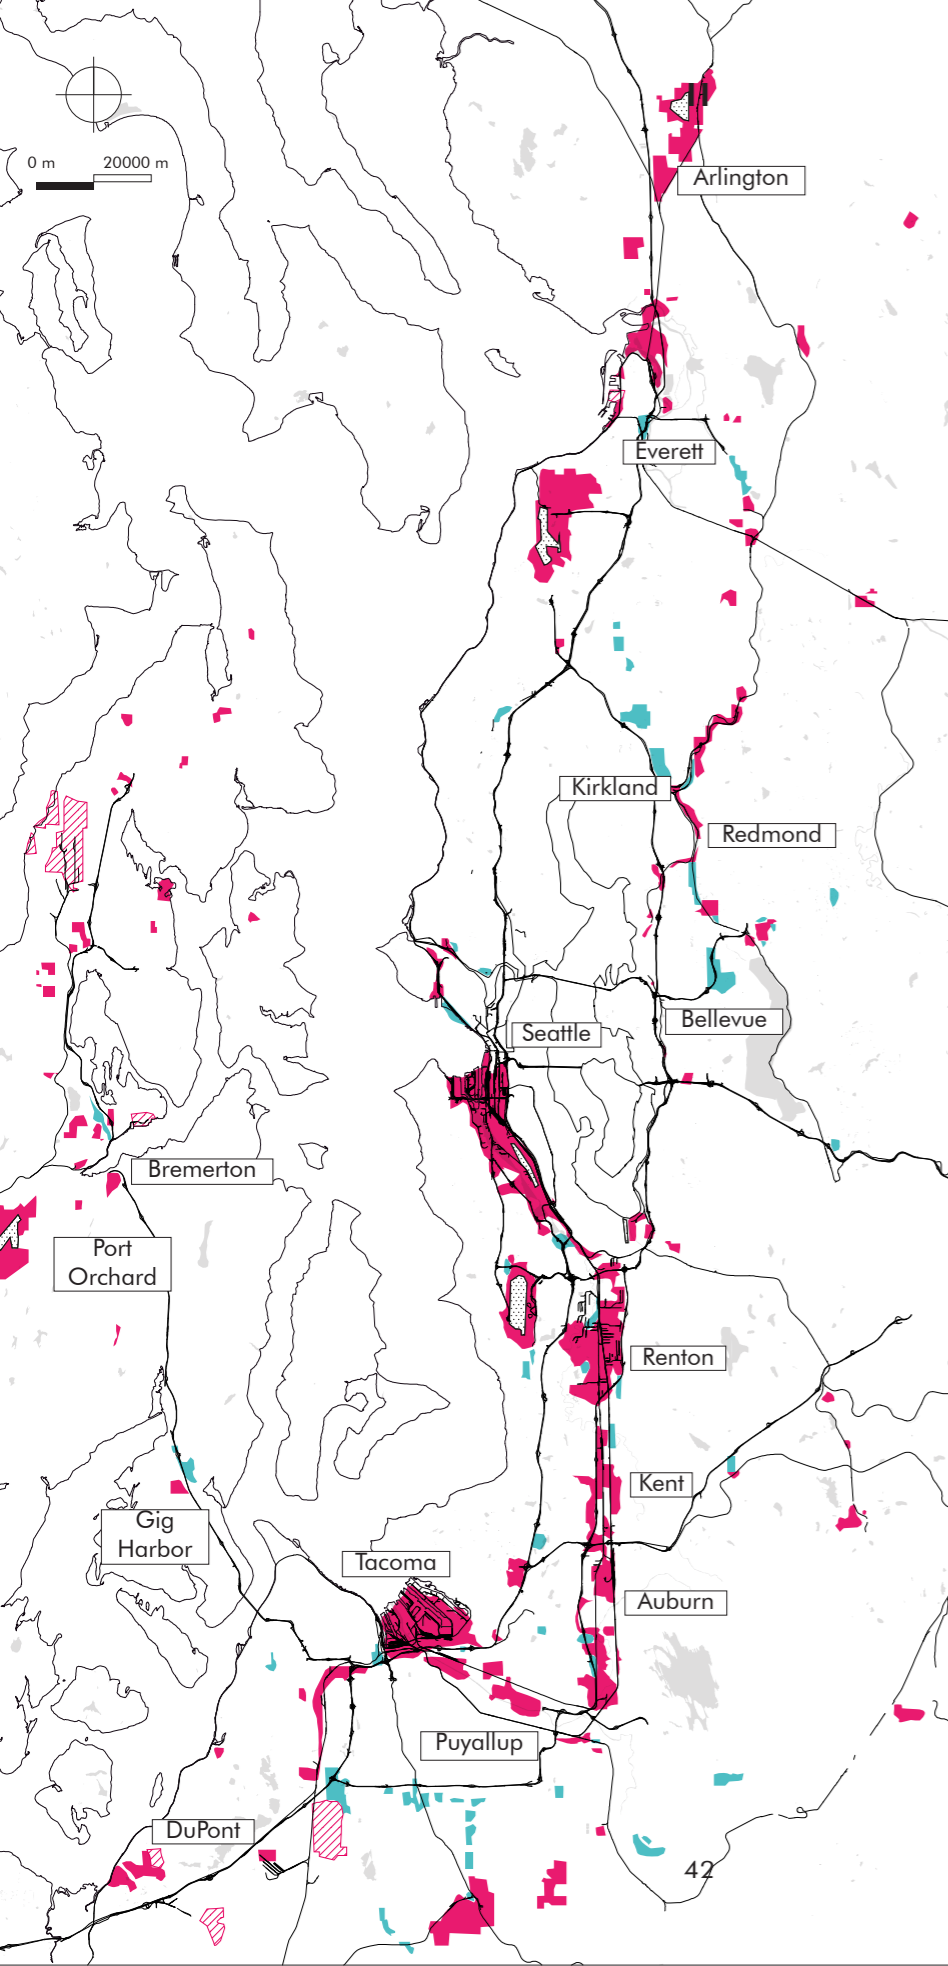 0 m 20000 m
Arlington
Everett
Kirkland
Redmond
Bellevue
Seattle
Bremerton
Port
Orchard
Renton
Kent
Gig
Harbor
Tacoma
Auburn
Puyallup
DuPont
42